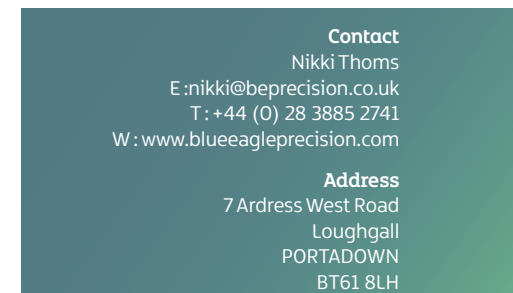 Contact
Nikki Thoms
E :nikki@beprecision.co.uk
T : +44 (0) 28 3885 2741
W : www.blueeagleprecision.com
Address
7 Ardress West Road
Loughgall
PORTADOWN
BT61 8LH